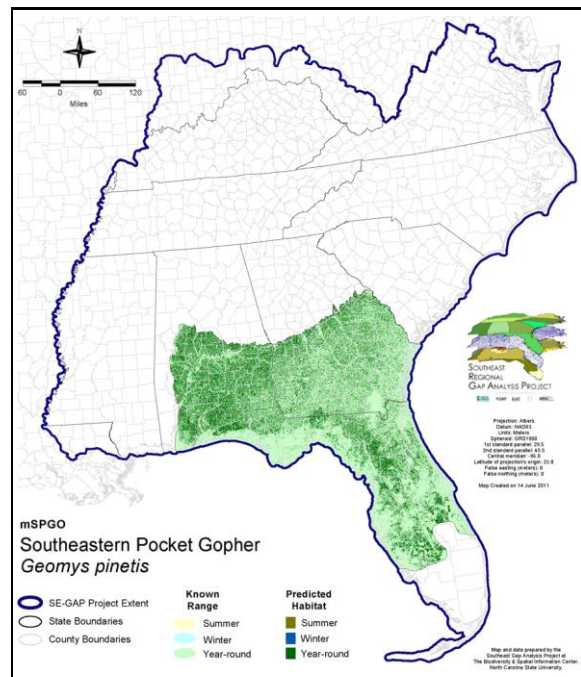 60 0 60 120
Miles
SOUTHEAST
REGIONAL
GAP ANALYSIS PROJECT
Projection: Albers
Datum: NAD83
Units: Meters
Spheroid: GRS1980
1st standard parallel: 29.5
2nd standard parallel: 45.5
Central meridian: -96.0
Latitude of projection's origin: 23.0
False easting (meters): 0
False northing (meters): 0
Map Created on 14 June 2011
mSPGO
Southeastern Pocket Gopher
Geomys pinetis
SE-GAP Project Extent
State Boundaries
County Boundaries
Known
Range
Summer
Winter
Year-round
Predicted
Habitat
Summer
Winter
Year-round
Map and data prepared by the
Southeast Gap Analysis Project at
The Biodiversity & Spatial Information Center,
North Carolina State University.